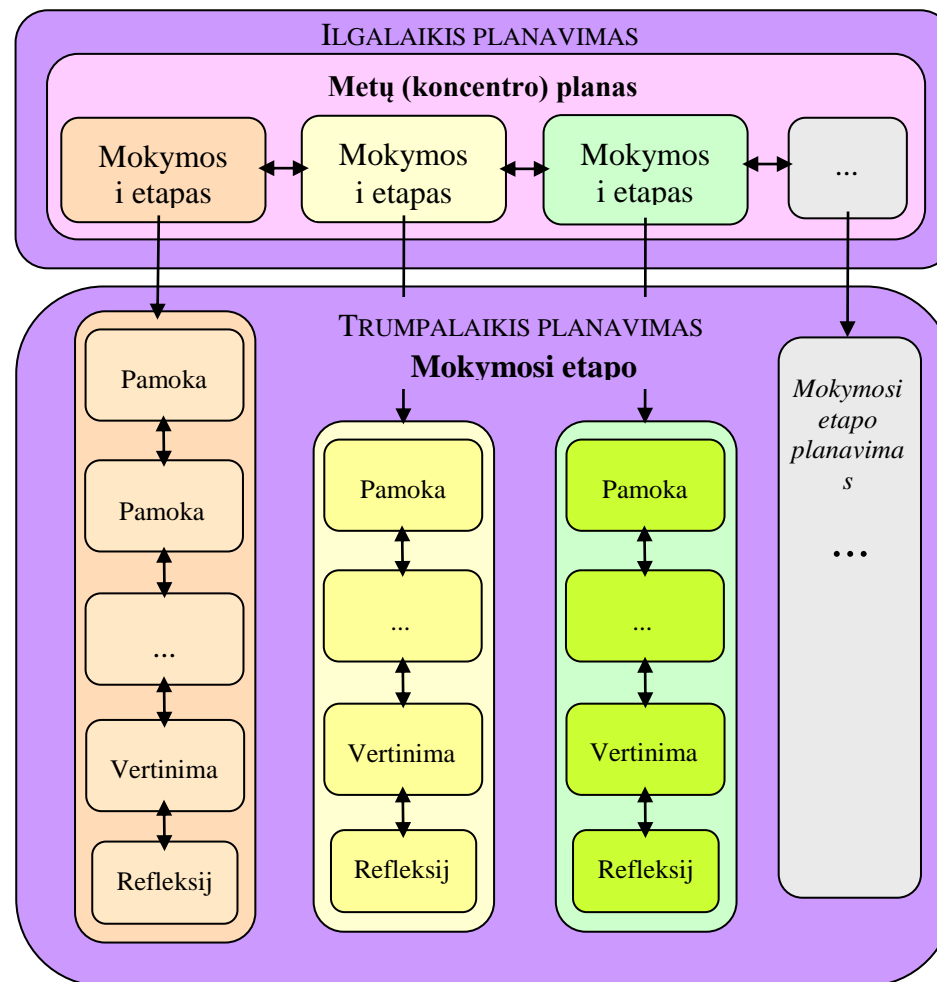 ILGALAIKIS PLANAVIMAS
Metų (koncentro) planas
Mokymos
i etapas
Mokymos
i etapas
Mokymos
i etapas
...
TRUMPALAIKIS PLANAVIMAS
Mokymosi etapo
Pamoka
Pamoka
...
Vertinima
Refleksij
Pamoka
...
Vertinima
Refleksij
Pamoka
...
Vertinima
Refleksij
Mokymosi
etapo
planavima
s
...